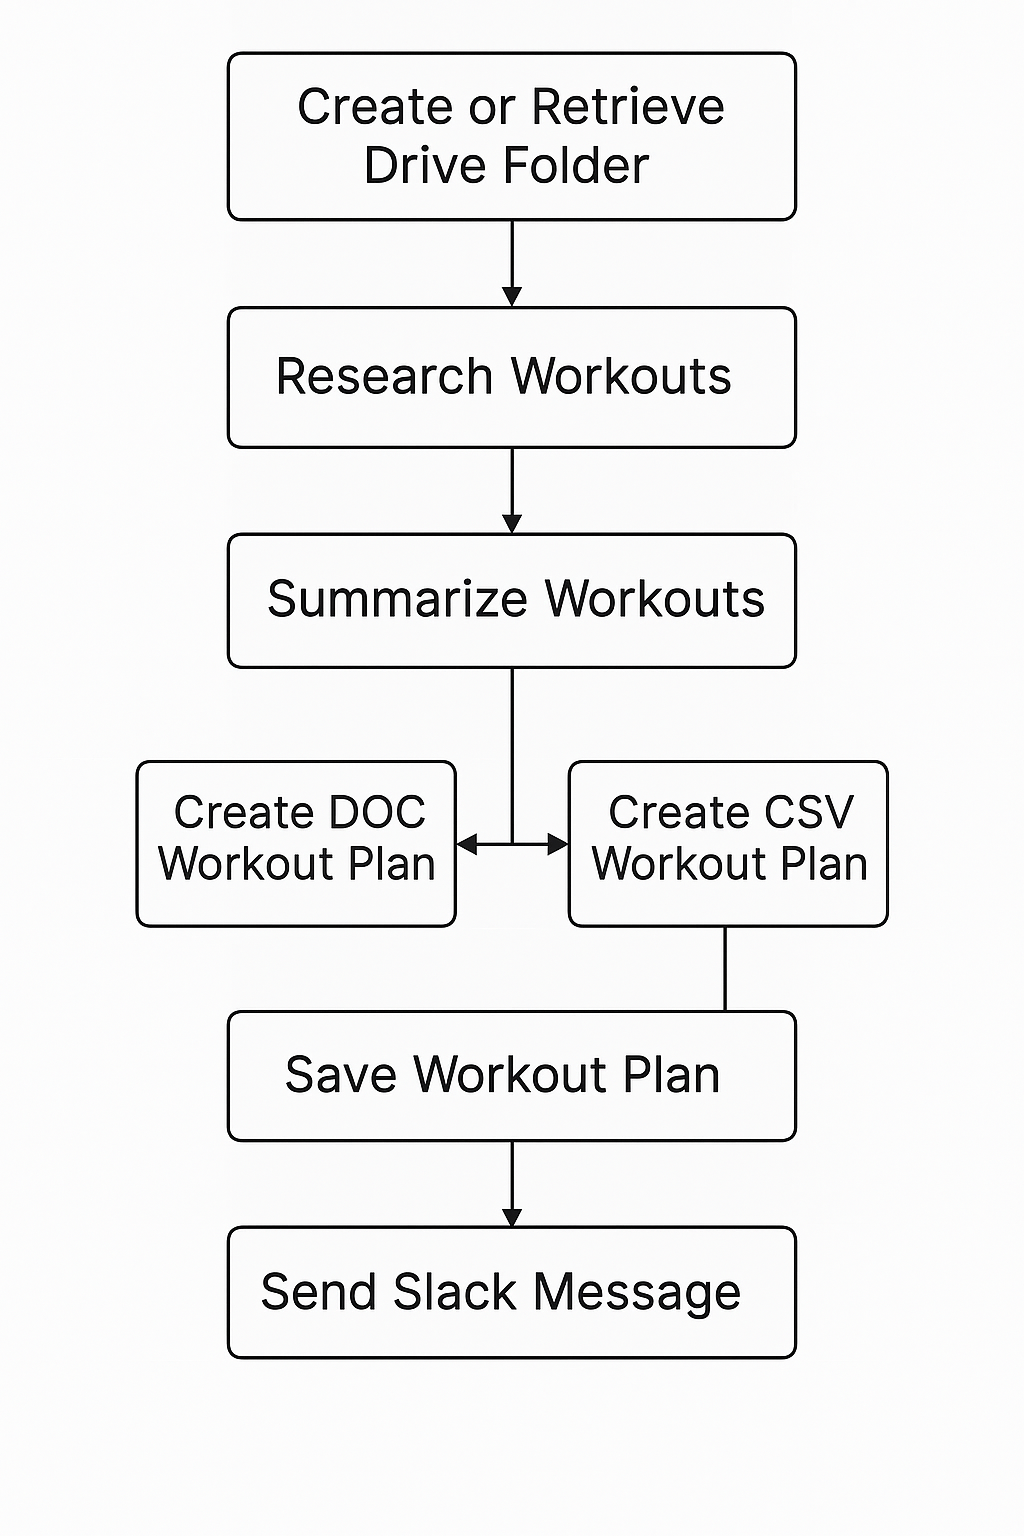 Create or Retrieve
Drive Folder
Research Workouts
Summarize Workouts
Create DOC
Workout Plan
Create CSV
Workout Plan
Save Workout Plan
Send Slack Message